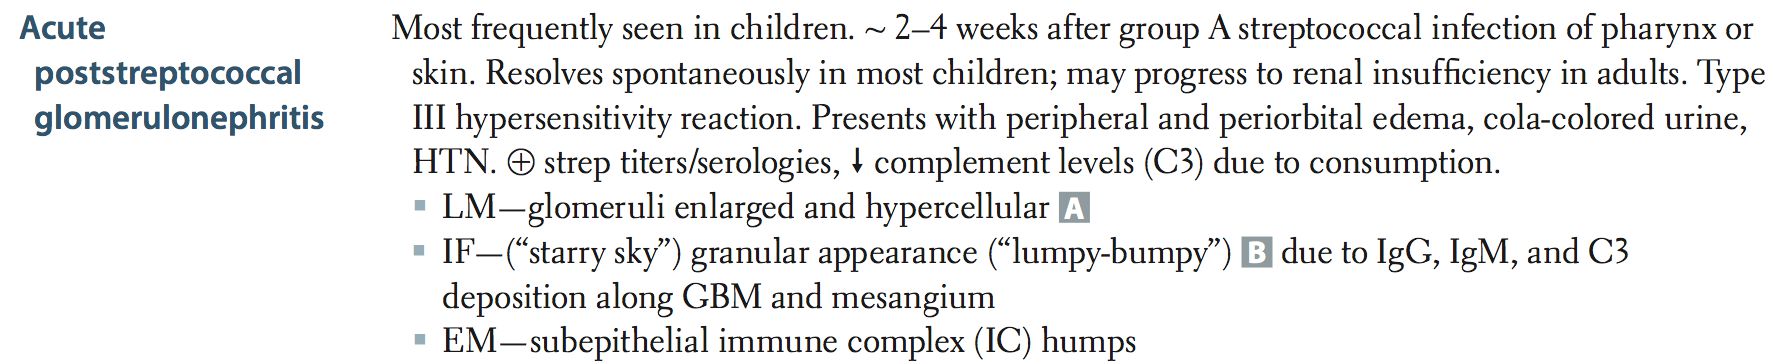 Acute
poststreptococcal
glomerulonephritis
Most frequently seen in children. ~ 2–4 weeks after group A streptococcal infection of pharynx or
skin. Resolves spontaneously in most children; may progress to renal insufficiency in adults. Type
III hypersensitivity reaction. Presents with peripheral and periorbital edema, cola-colored urine,
HTN. ⊕ strep titers/serologies, ↓ complement levels (C3) due to consumption.
▪ LM—glomeruli enlarged and hypercellular A
▪ IF—(“starry sky”) granular appearance (“lumpy-bumpy”) B due to IgG, IgM, and C3
deposition along GBM and mesangium
▪ EM—subepithelial immune complex (IC) humps